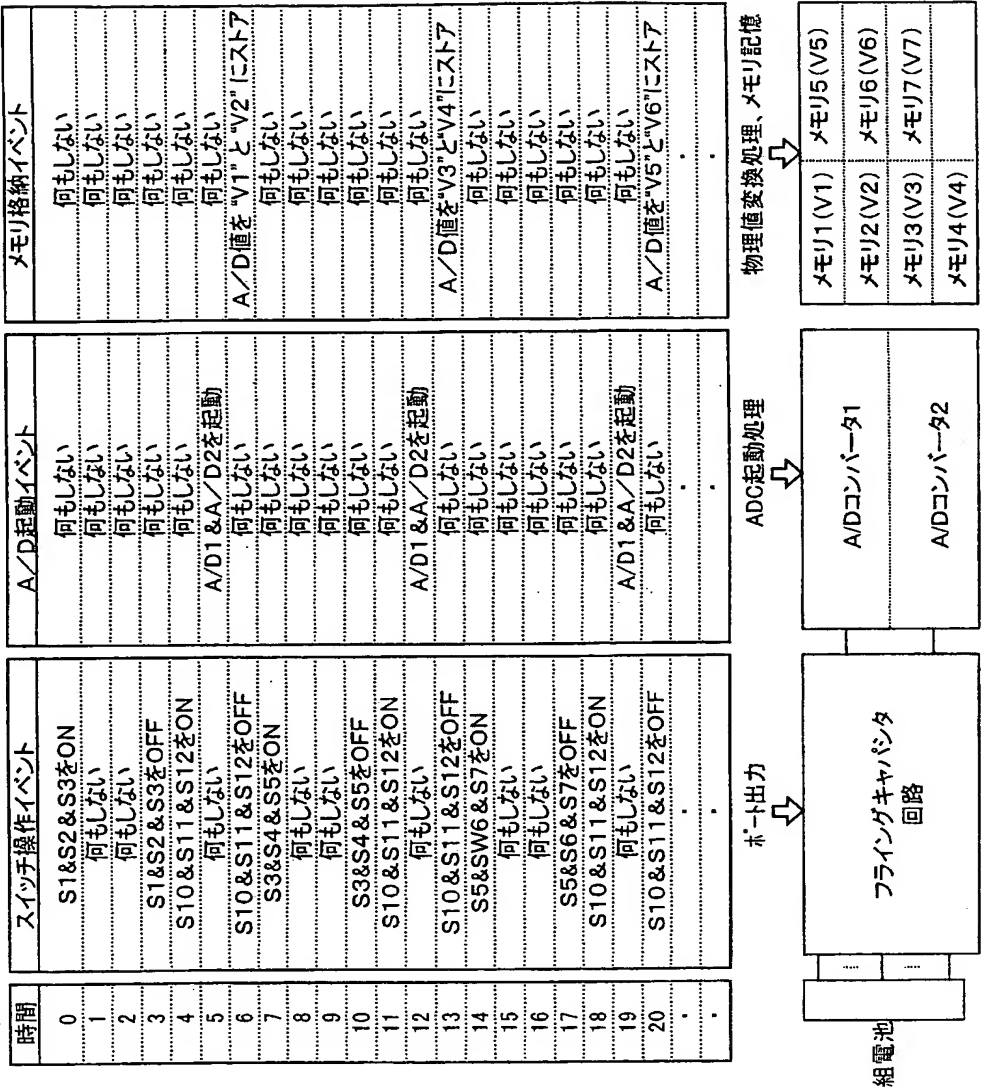 時間 スイッチ操作イベント A／D起動イベント メモリ格納イベント
0 S1&S2&S3をON 何もしない 何もしない
1 何もしない 何もしない 何もしない
2 何もしない 何もしない 何もしない
3 S1&S2&S3をOFF 何もしない 何もしない
4 S10&S11&S12をON 何もしない 何もしない
5 何もしない A/D1&A／D2を起動 何もしない
6 S10&S11&S12をOFF 何もしない A／D値を "V1" と "V2" にストア
7 S3&S4&S5をON 何もしない 何もしない
8 何もしない 何もしない 何もしない
9 何もしない 何もしない 何もしない
10 S3&S4&S5をOFF 何もしない 何もしない
11 S10&S11&S12をON 何もしない 何もしない
12 何もしない A/D1&A／D2を起動 何もしない
13 S10&S11&S12をOFF 何もしない A／D値を"V3"と"V4"にストア
14 S5&SW6&S7をON 何もしない 何もしない
15 何もしない 何もしない 何もしない
16 何もしない 何もしない 何もしない
17 S5&S6&S7をOFF 何もしない 何もしない
18 S10&S11&S12をON 何もしない 何もしない
19 何もしない A/D1&A／D2を起動 何もしない
20 S10&S11&S12をOFF 何もしない A／D値を"V5"と"V6"にストア
・ ・ ・ ・
・ ・ ・ ・
ポート出力 ADC起動処理 物理値変換処理、メモリ記憶
組電池
フライングキャパシタ
回路
A/Dコンバータ1
A/Dコンバータ2
メモリ1(V1) メモリ5(V5)
メモリ2(V2) メモリ6(V6)
メモリ3(V3) メモリ7(V7)
メモリ4(V4)